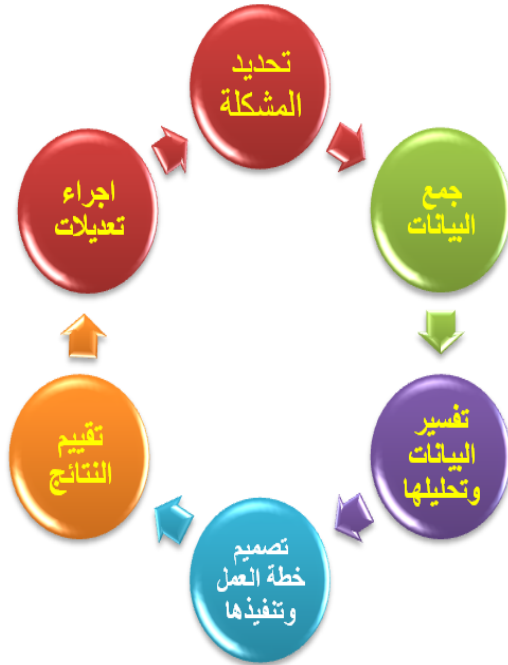 تحديد
المشكلة
جمع
البيانات
تفسير
البيانات
وتحليلها
تصميم
خطة العمل
وتنفيذها
تقييم
النتائج
اجراء
تعديلات